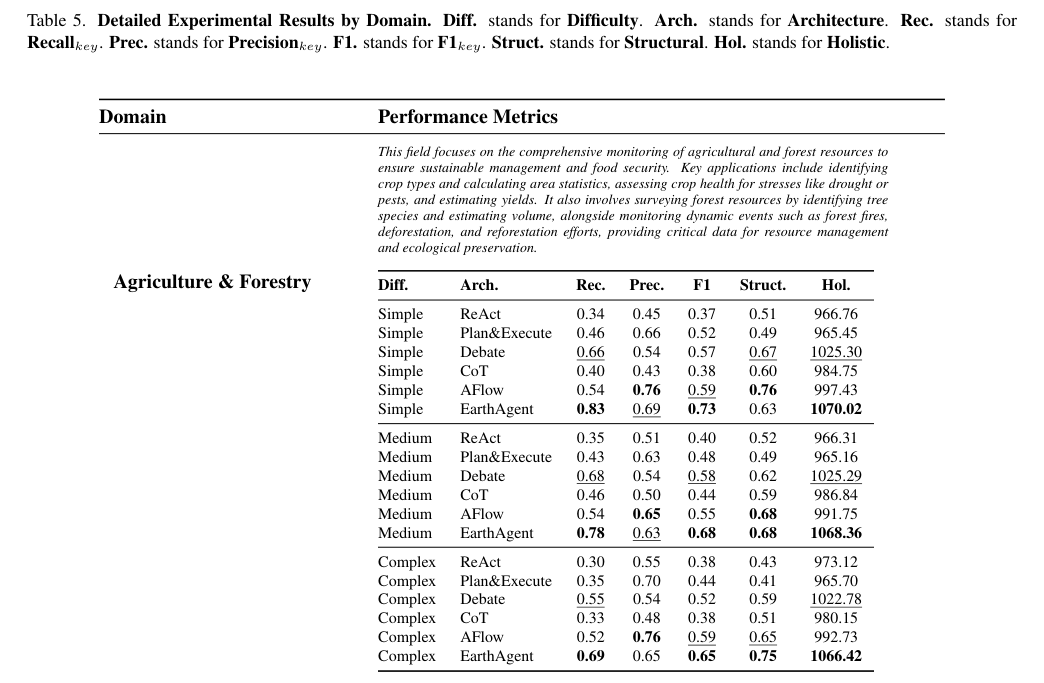 Table 5. Detailed Experimental Results by Domain. Diff. stands for Difficulty. Arch. stands for Architecture. Rec. stands for
Recall_key. Prec. stands for Precision_key. F1. stands for F1_key. Struct. stands for Structural. Hol. stands for Holistic.
Domain Performance Metrics
This field focuses on the comprehensive monitoring of agricultural and forest resources to
ensure sustainable management and food security. Key applications include identifying
crop types and calculating area statistics, assessing crop health for stresses like drought or
pests, and estimating yields. It also involves surveying forest resources by identifying tree
species and estimating volume, alongside monitoring dynamic events such as forest fires,
deforestation, and reforestation efforts, providing critical data for resource management
and ecological preservation.
Agriculture & Forestry
Diff. Arch. Rec. Prec. F1 Struct. Hol.
Simple ReAct 0.34 0.45 0.37 0.51 966.76
Simple Plan&Execute 0.46 0.66 0.52 0.49 965.45
Simple Debate 0.66 0.54 0.57 0.67 1025.30
Simple CoT 0.40 0.43 0.38 0.60 984.75
Simple AFlow 0.54 0.76 0.59 0.76 997.43
Simple EarthAgent 0.83 0.69 0.73 0.63 1070.02
Medium ReAct 0.35 0.51 0.40 0.52 966.31
Medium Plan&Execute 0.43 0.63 0.48 0.49 965.16
Medium Debate 0.68 0.54 0.58 0.62 1025.29
Medium CoT 0.46 0.50 0.44 0.59 986.84
Medium AFlow 0.54 0.65 0.55 0.68 991.75
Medium EarthAgent 0.78 0.63 0.68 0.68 1068.36
Complex ReAct 0.30 0.55 0.38 0.43 973.12
Complex Plan&Execute 0.35 0.70 0.44 0.41 965.70
Complex Debate 0.55 0.54 0.52 0.59 1022.78
Complex CoT 0.33 0.48 0.38 0.51 980.15
Complex AFlow 0.52 0.76 0.59 0.65 992.73
Complex EarthAgent 0.69 0.65 0.65 0.75 1066.42